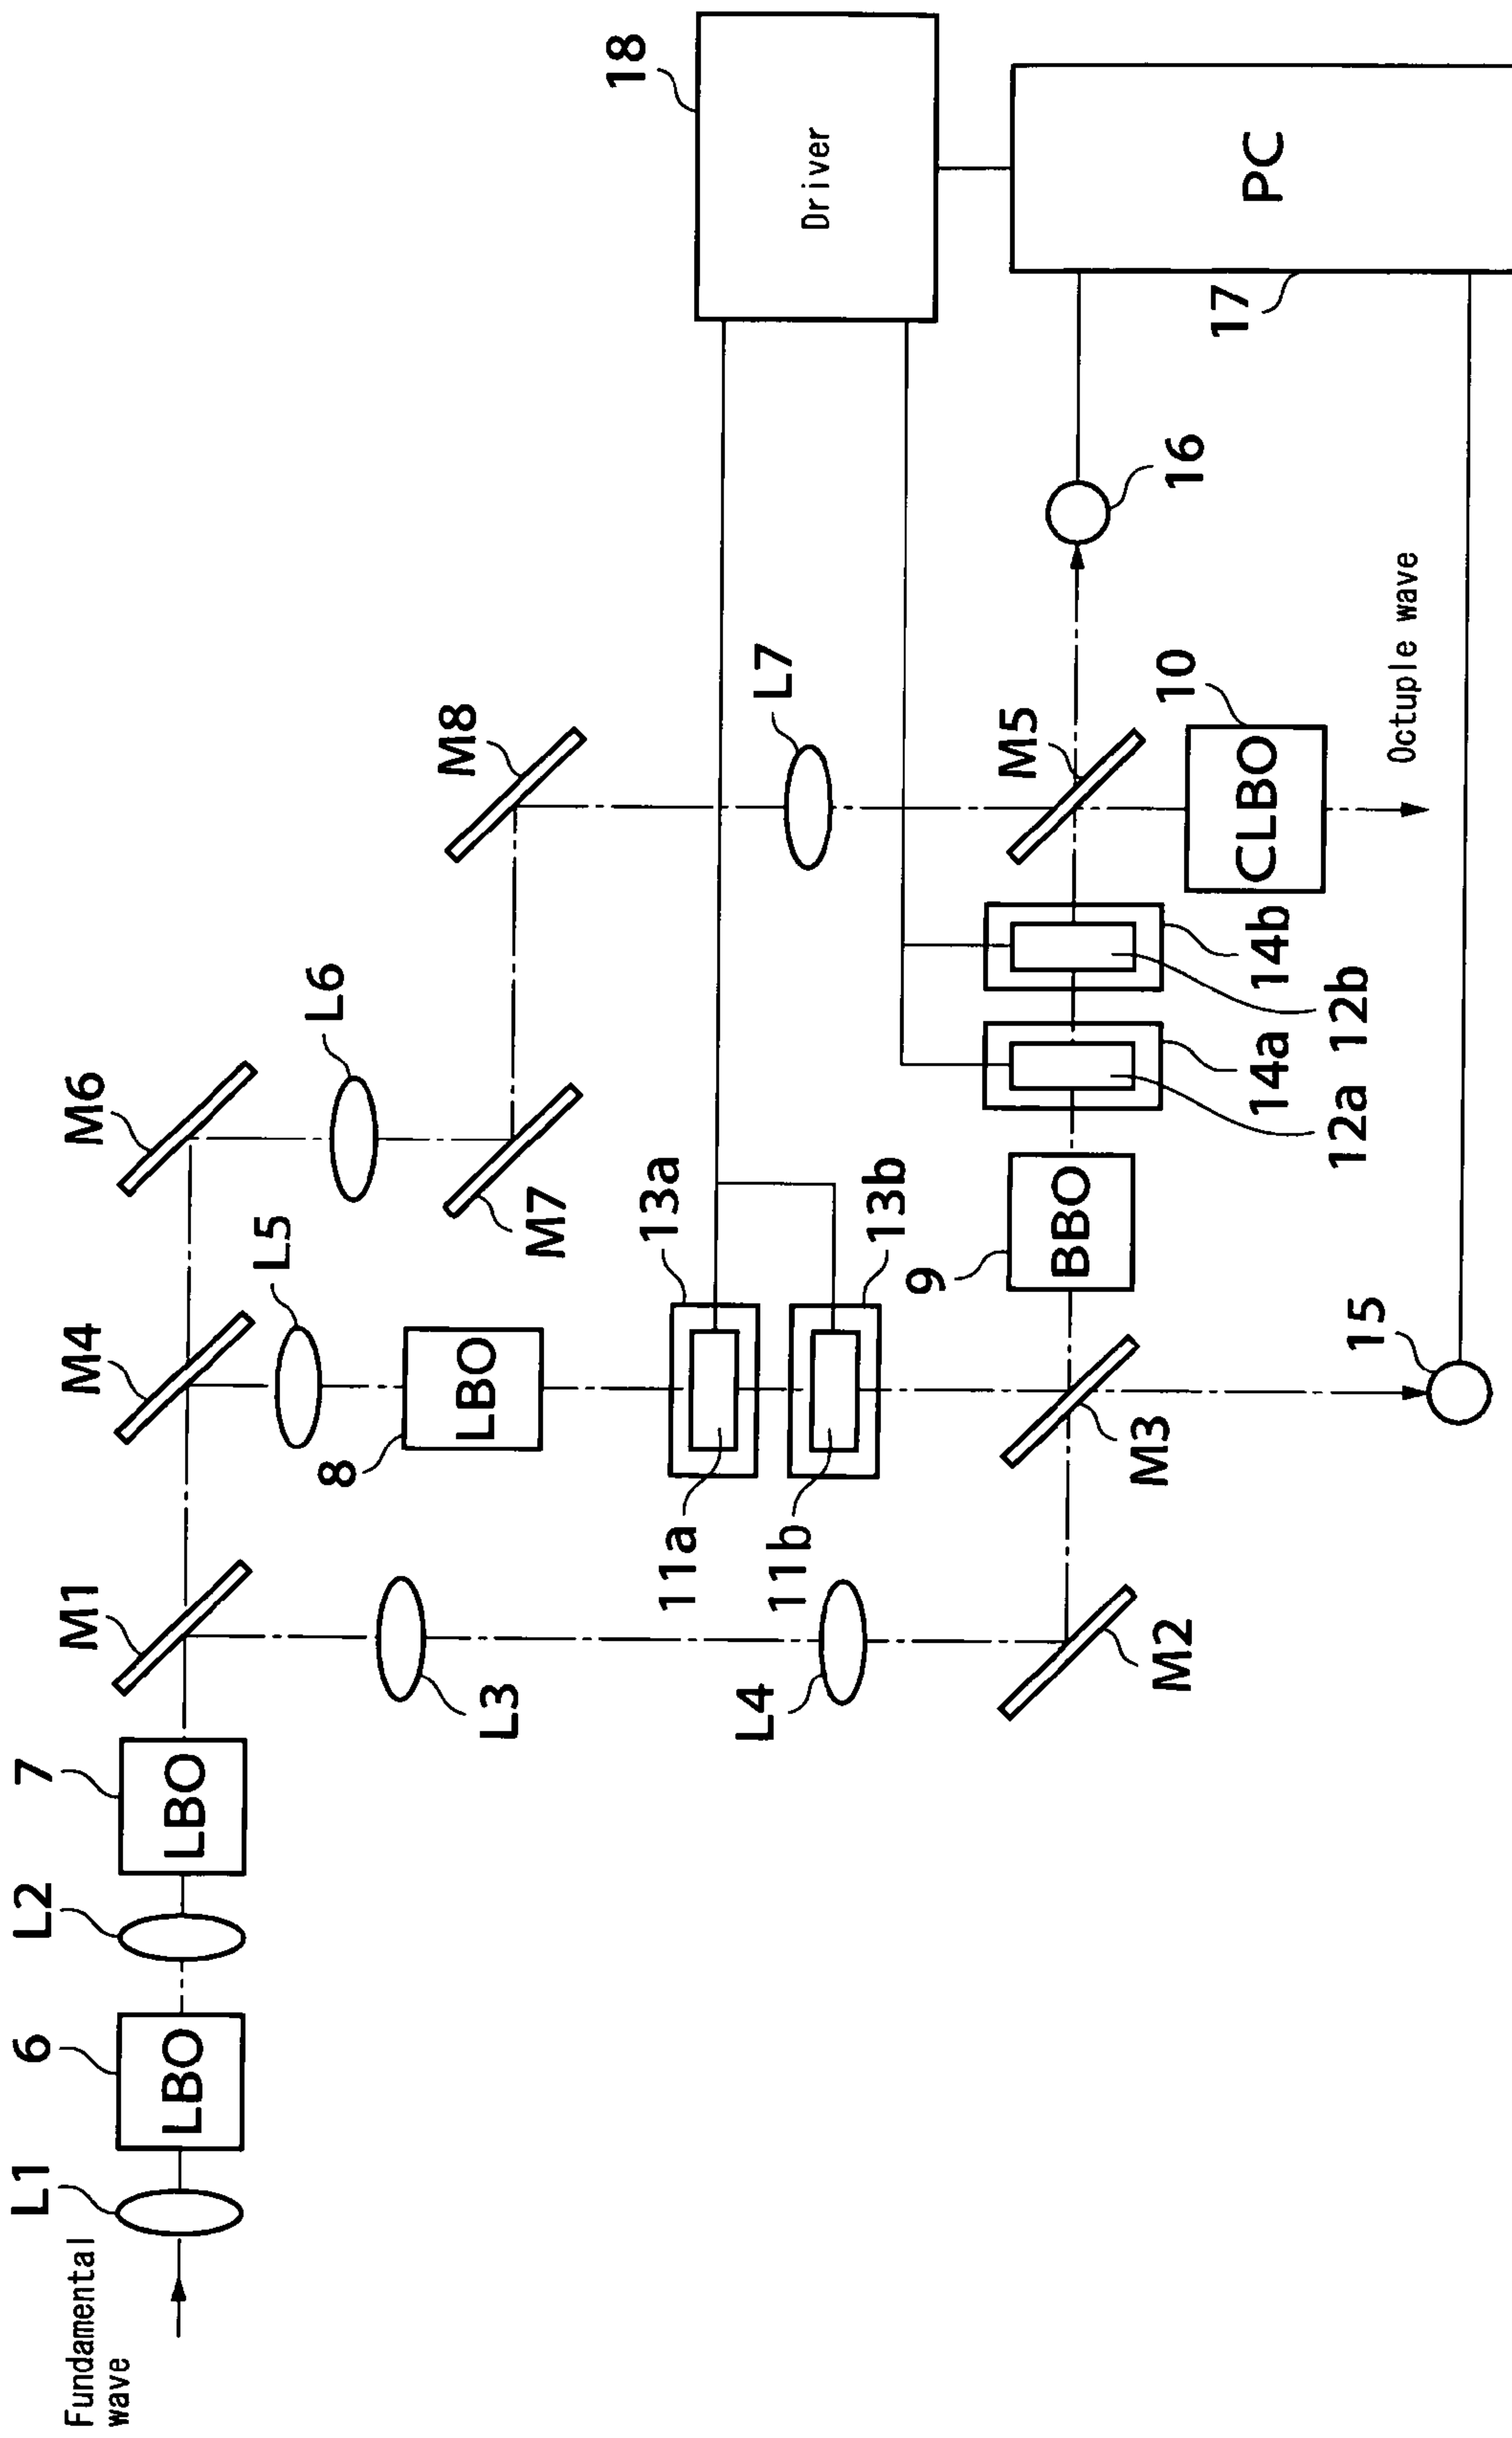 Fundamental
wave
L1
6
LBO
L2
7
LBO
M1
M4
M6
L3
L5
L6
8
LBO
M7
M8
L4
11a
11b
13a
13b
L7
18
Driver
M2
M3
9
BBO
12a
12b
14a
14b
M5
10
CLBO
16
17
PC
15
Octuple wave